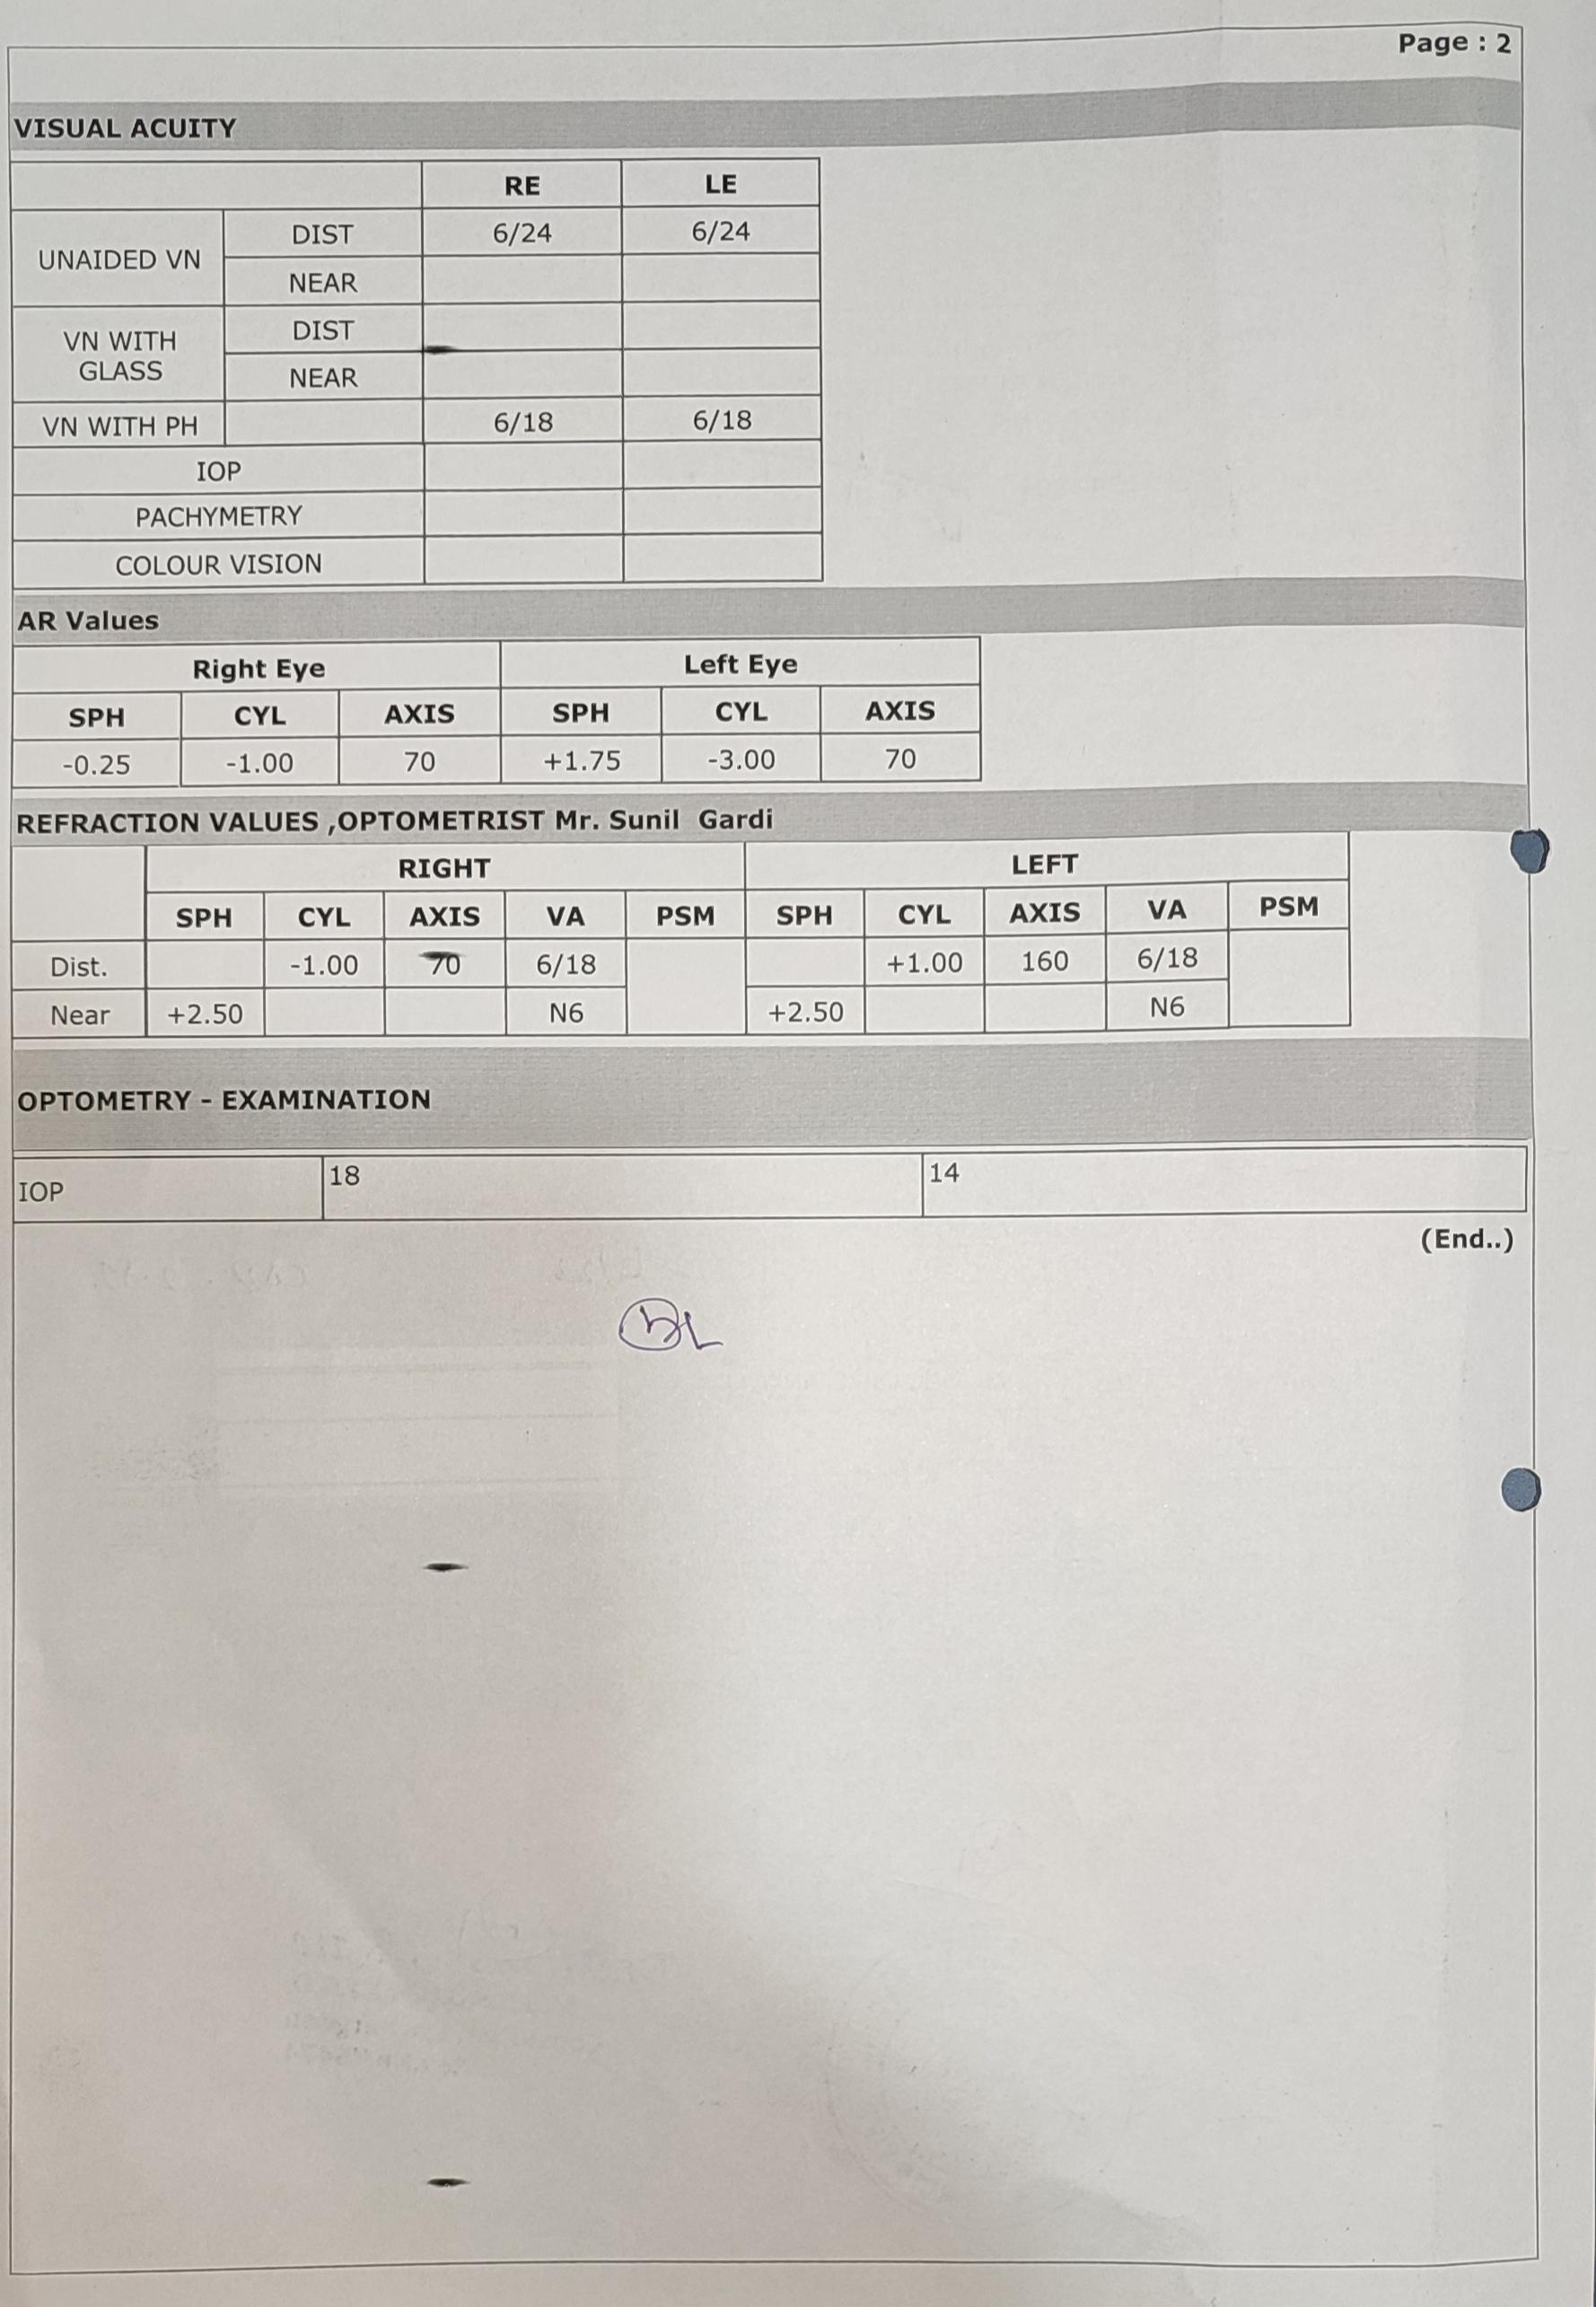 Page : 2
VISUAL ACUITY
RE LE
UNAIDED VN DIST 6/24 6/24
NEAR
VN WITH GLASS DIST
NEAR
VN WITH PH 6/18 6/18
IOP
PACHYMETRY
COLOUR VISION
AR Values
Right Eye Left Eye
SPH CYL AXIS SPH CYL AXIS
-0.25 -1.00 70 +1.75 -3.00 70
REFRACTION VALUES ,OPTOMETRIST Mr. Sunil Gardi
RIGHT LEFT
SPH CYL AXIS VA PSM SPH CYL AXIS VA PSM
Dist. -1.00 70 6/18 +1.00 160 6/18
Near +2.50 N6 +2.50 N6
OPTOMETRY - EXAMINATION
IOP 18 14
(End..)